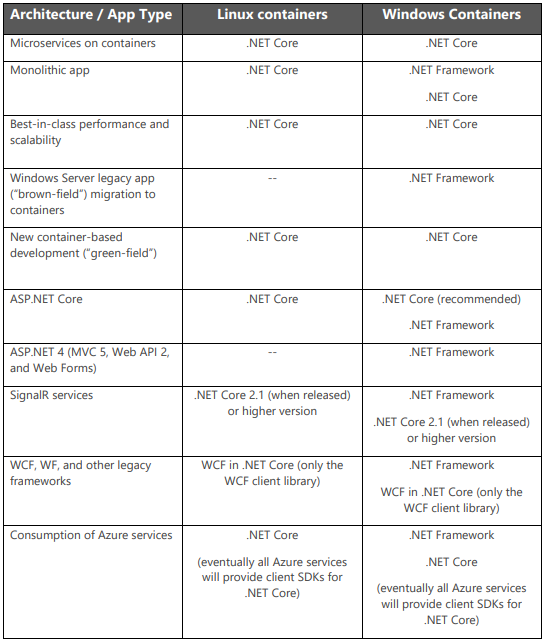 Architecture / App Type
Linux containers
Windows Containers
Microservices on containers
.NET Core
.NET Core
Monolithic app
.NET Core
.NET Framework
.NET Core
Best-in-class performance and
scalability
.NET Core
.NET Core
Windows Server legacy app
(“brown-field”) migration to
containers
--
.NET Framework
New container-based
development (“green-field”)
.NET Core
.NET Core
ASP.NET Core
.NET Core
.NET Core (recommended)
.NET Framework
ASP.NET 4 (MVC 5, Web API 2,
and Web Forms)
--
.NET Framework
SignalR services
.NET Core 2.1 (when released)
or higher version
.NET Framework
.NET Core 2.1 (when released)
or higher version
WCF, WF, and other legacy
frameworks
WCF in .NET Core (only the
WCF client library)
.NET Framework
WCF in .NET Core (only the
WCF client library)
Consumption of Azure services
.NET Core
(eventually all Azure services
will provide client SDKs for
.NET Core)
.NET Framework
.NET Core
(eventually all Azure services
will provide client SDKs for
.NET Core)